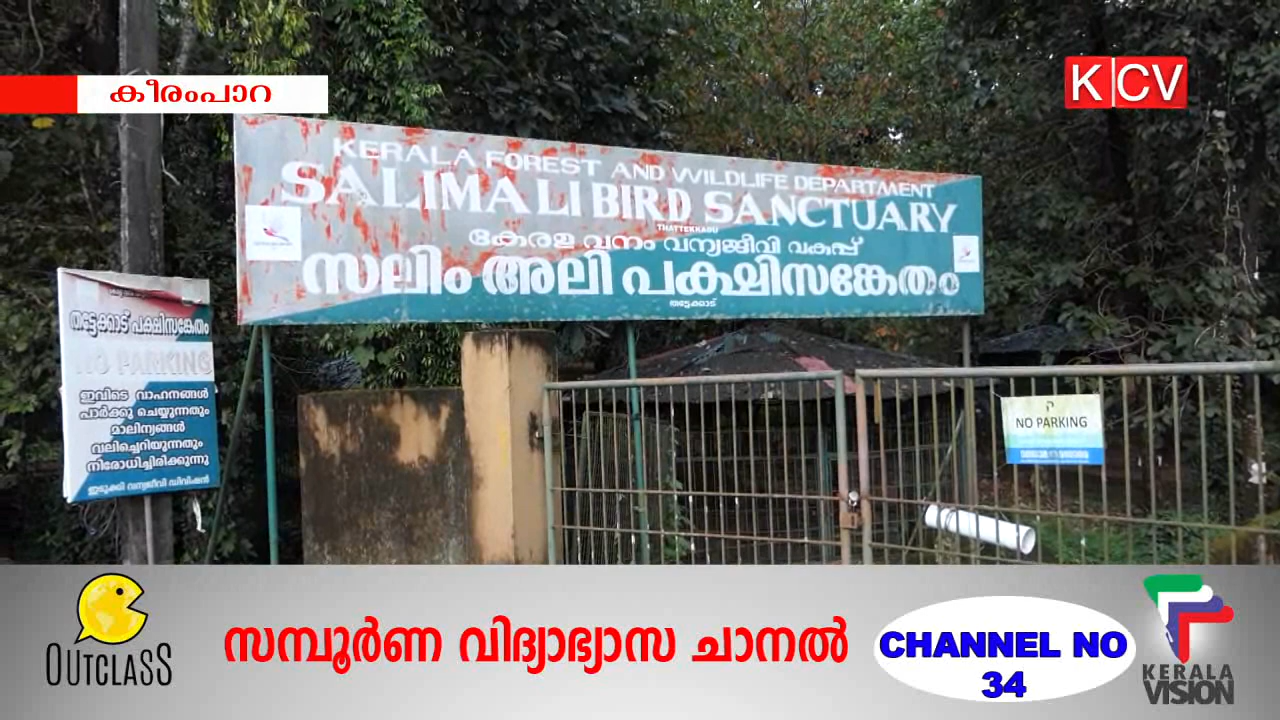 കീരംപാറ
KCV
KERALA FOREST AND WILDLIFE DEPARTMENT
SALIM ALI BIRD SANCTUARY
THATTEKKADU
കേരള വനം വന്യജീവി വകുപ്പ്
സലിം അലി പക്ഷിസങ്കേതം
തട്ടേക്കാട്
തട്ടേക്കാട് പക്ഷിസങ്കേതം
NO PARKING
ഇവിടെ വാഹനങ്ങൾ
പാർക്കു ചെയ്യുന്നതും
മാലിന്യങ്ങൾ
വലിച്ചെറിയുന്നതും
നിരോധിച്ചിരിക്കുന്നു
ഇടുക്കി വന്യജീവി ഡിവിഷൻ
NO PARKING
OUTCLASS
സമ്പൂർണ വിദ്യാഭ്യാസ ചാനൽ
CHANNEL NO
34
KERALA
VISION